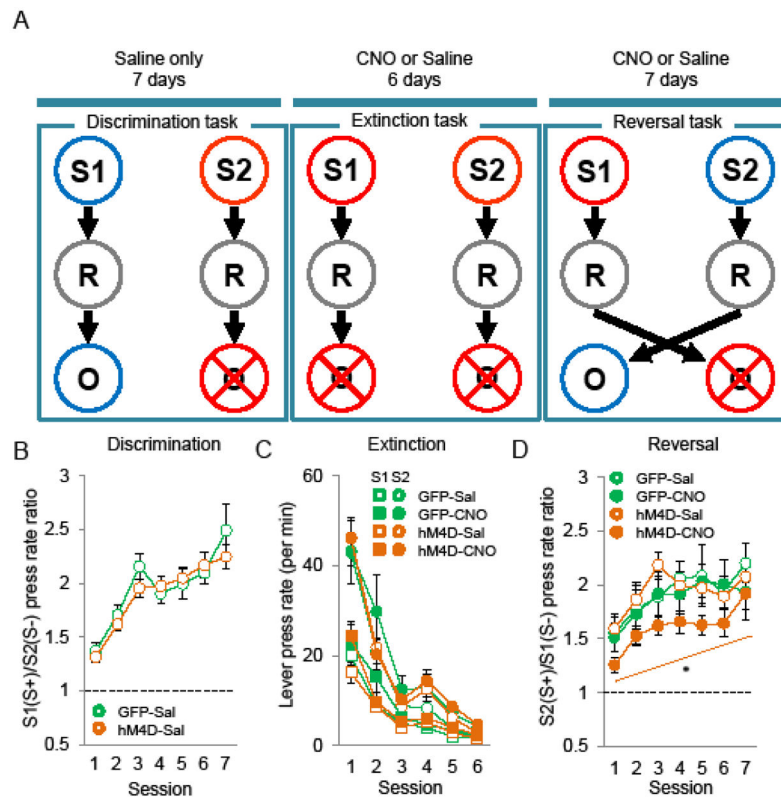 A
Saline only
7 days
CNO or Saline
6 days
CNO or Saline
7 days
Discrimination task
Extinction task
Reversal task
S1 S2 S1 S2 S1 S2
R R R R R R
O O O O O O
B Discrimination
S1(S+)/S2(S-) press rate ratio
3
2.5
2
1.5
1
0.5
GFP-Sal
hM4D-Sal
1 2 3 4 5 6 7
Session
C Extinction
Lever press rate (per min)
60
40
20
0
S1 S2
GFP-Sal
GFP-CNO
hM4D-Sal
hM4D-CNO
1 2 3 4 5 6
Session
D Reversal
S2(S+)/S1(S-) press rate ratio
3
2.5
2
1.5
1
0.5
GFP-Sal
GFP-CNO
hM4D-Sal
hM4D-CNO
*
1 2 3 4 5 6 7
Session